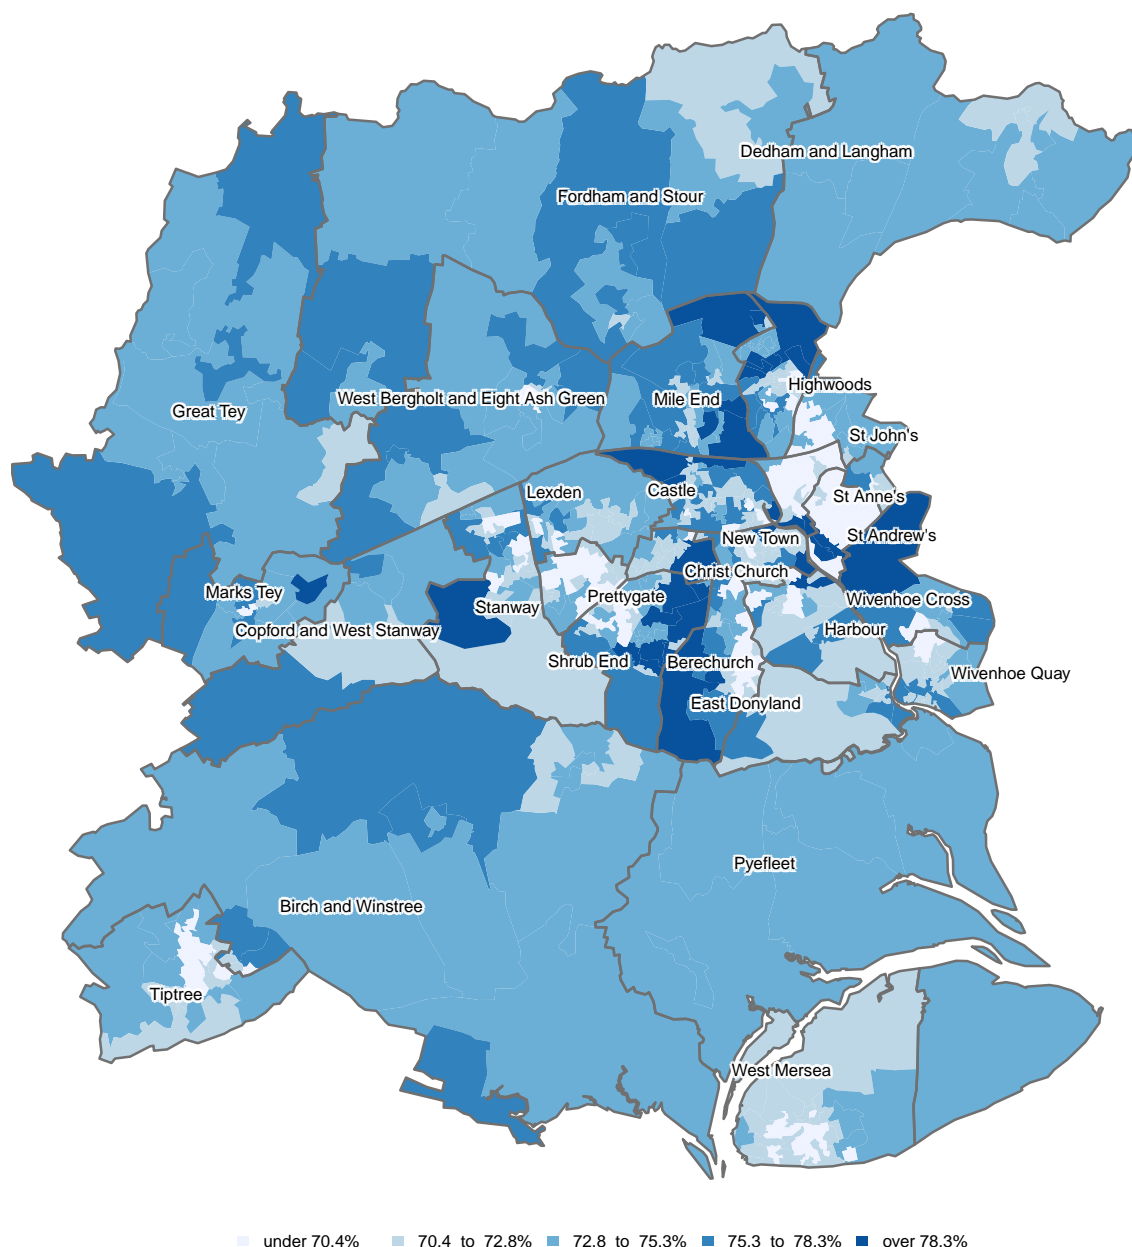 Dedham and Langham
Fordham and Stour
Highwoods
West Bergholt and Eight Ash Green
Mile End
Great Tey
St John's
Lexden
Castle
St Anne's
New Town
St Andrew's
Christ Church
Marks Tey
Prettygate
Wivenhoe Cross
Stanway
Copford and West Stanway
Harbour
Shrub End
Berechurch
Wivenhoe Quay
East Donyland
Pyefleet
Birch and Winstree
Tiptree
West Mersea
under 70.4% 70.4 to 72.8% 72.8 to 75.3% 75.3 to 78.3% over 78.3%